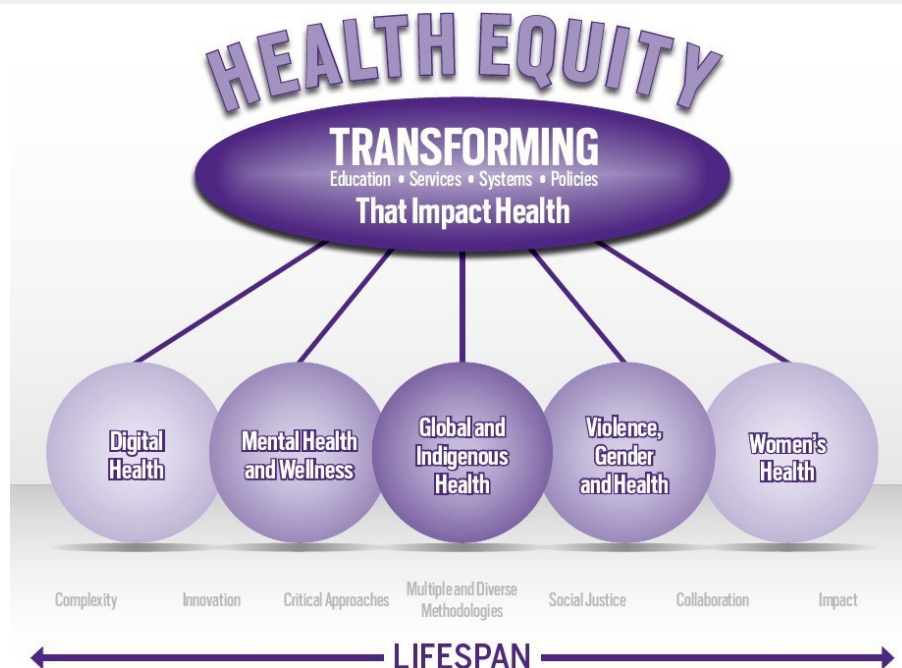 HEALTH EQUITY
TRANSFORMING
Education • Services • Systems • Policies
That Impact Health
Digital
Health
Mental Health
and Wellness
Global and
Indigenous
Health
Violence,
Gender
and Health
Women's
Health
Complexity
Innovation
Critical Approaches
Multiple and Diverse
Methodologies
Social Justice
Collaboration
Impact
LIFESPAN